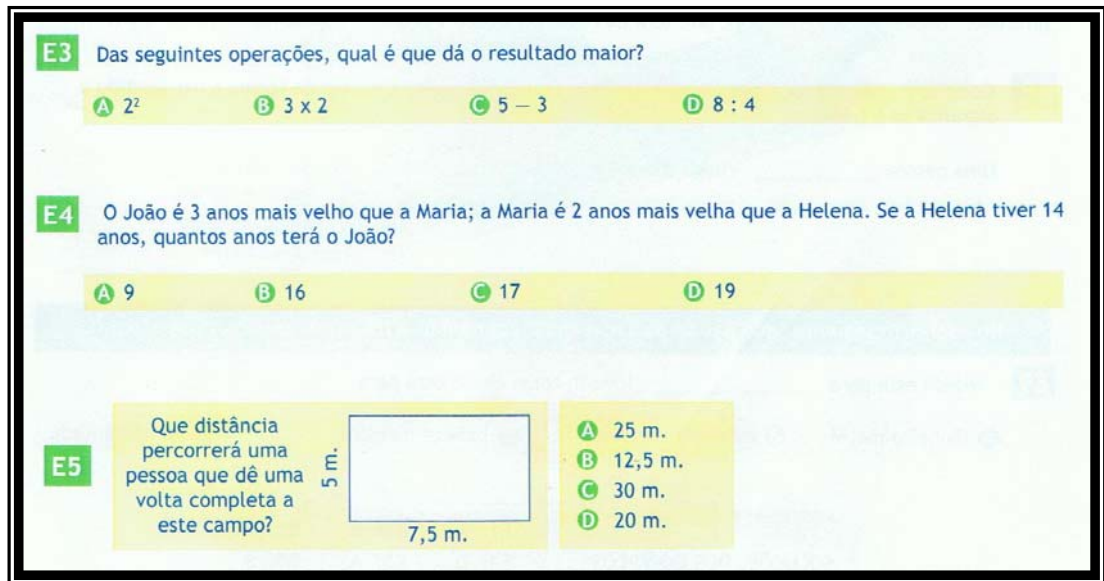 E3 Das seguintes operações, qual é que dá o resultado maior?
A 2² B 3 x 2 C 5 — 3 D 8 : 4
E4 O João é 3 anos mais velho que a Maria; a Maria é 2 anos mais velha que a Helena. Se a Helena tiver 14
anos, quantos anos terá o João?
A 9 B 16 C 17 D 19
E5
Que distância
percorrerá uma
pessoa que dê uma
volta completa a
este campo?
5 m.
7,5 m.
A 25 m.
B 12,5 m.
C 30 m.
D 20 m.